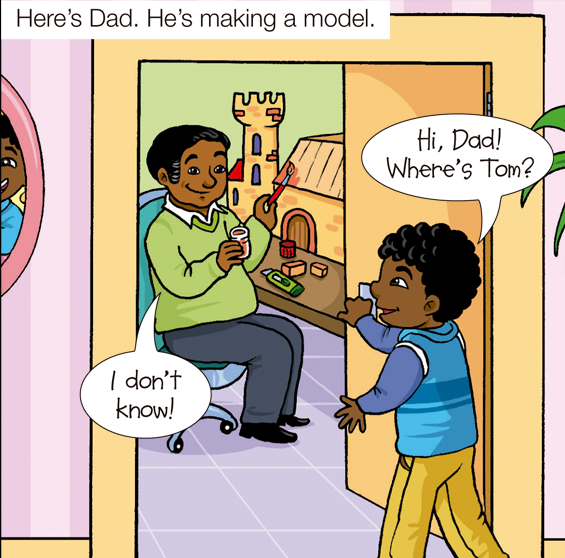 Here's Dad. He's making a model.
Hi, Dad!
Where's Tom?
I don't
know!